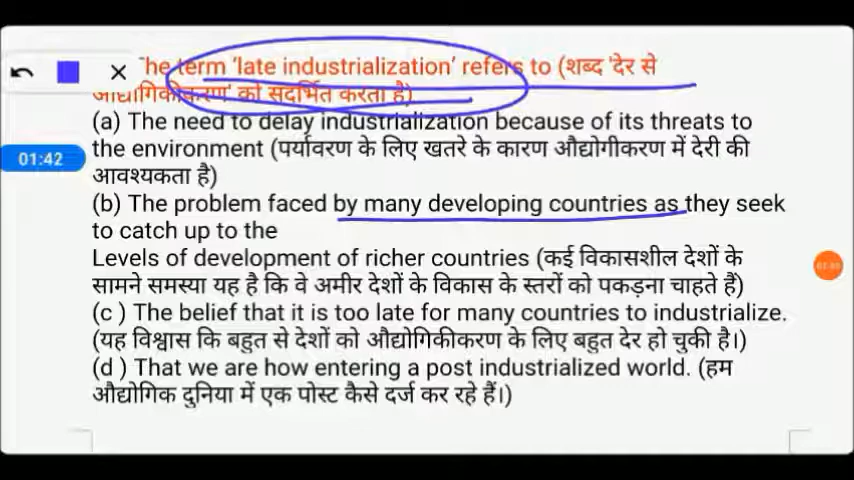 he term 'late industrialization' refers to (शब्द 'देर से
औद्योगिकीकरण' को संदर्भित करता है)
(a) The need to delay industrialization because of its threats to
the environment (पर्यावरण के लिए खतरे के कारण औद्योगीकरण में देरी की
आवश्यकता है)
01:42
(b) The problem faced by many developing countries as they seek
to catch up to the
Levels of development of richer countries (कई विकासशील देशों के
सामने समस्या यह है कि वे अमीर देशों के विकास के स्तरों को पकड़ना चाहते हैं)
(c ) The belief that it is too late for many countries to industrialize.
(यह विश्वास कि बहुत से देशों को औद्योगिकीकरण के लिए बहुत देर हो चुकी है।)
(d ) That we are how entering a post industrialized world. (हम
औद्योगिक दुनिया में एक पोस्ट कैसे दर्ज कर रहे हैं।)